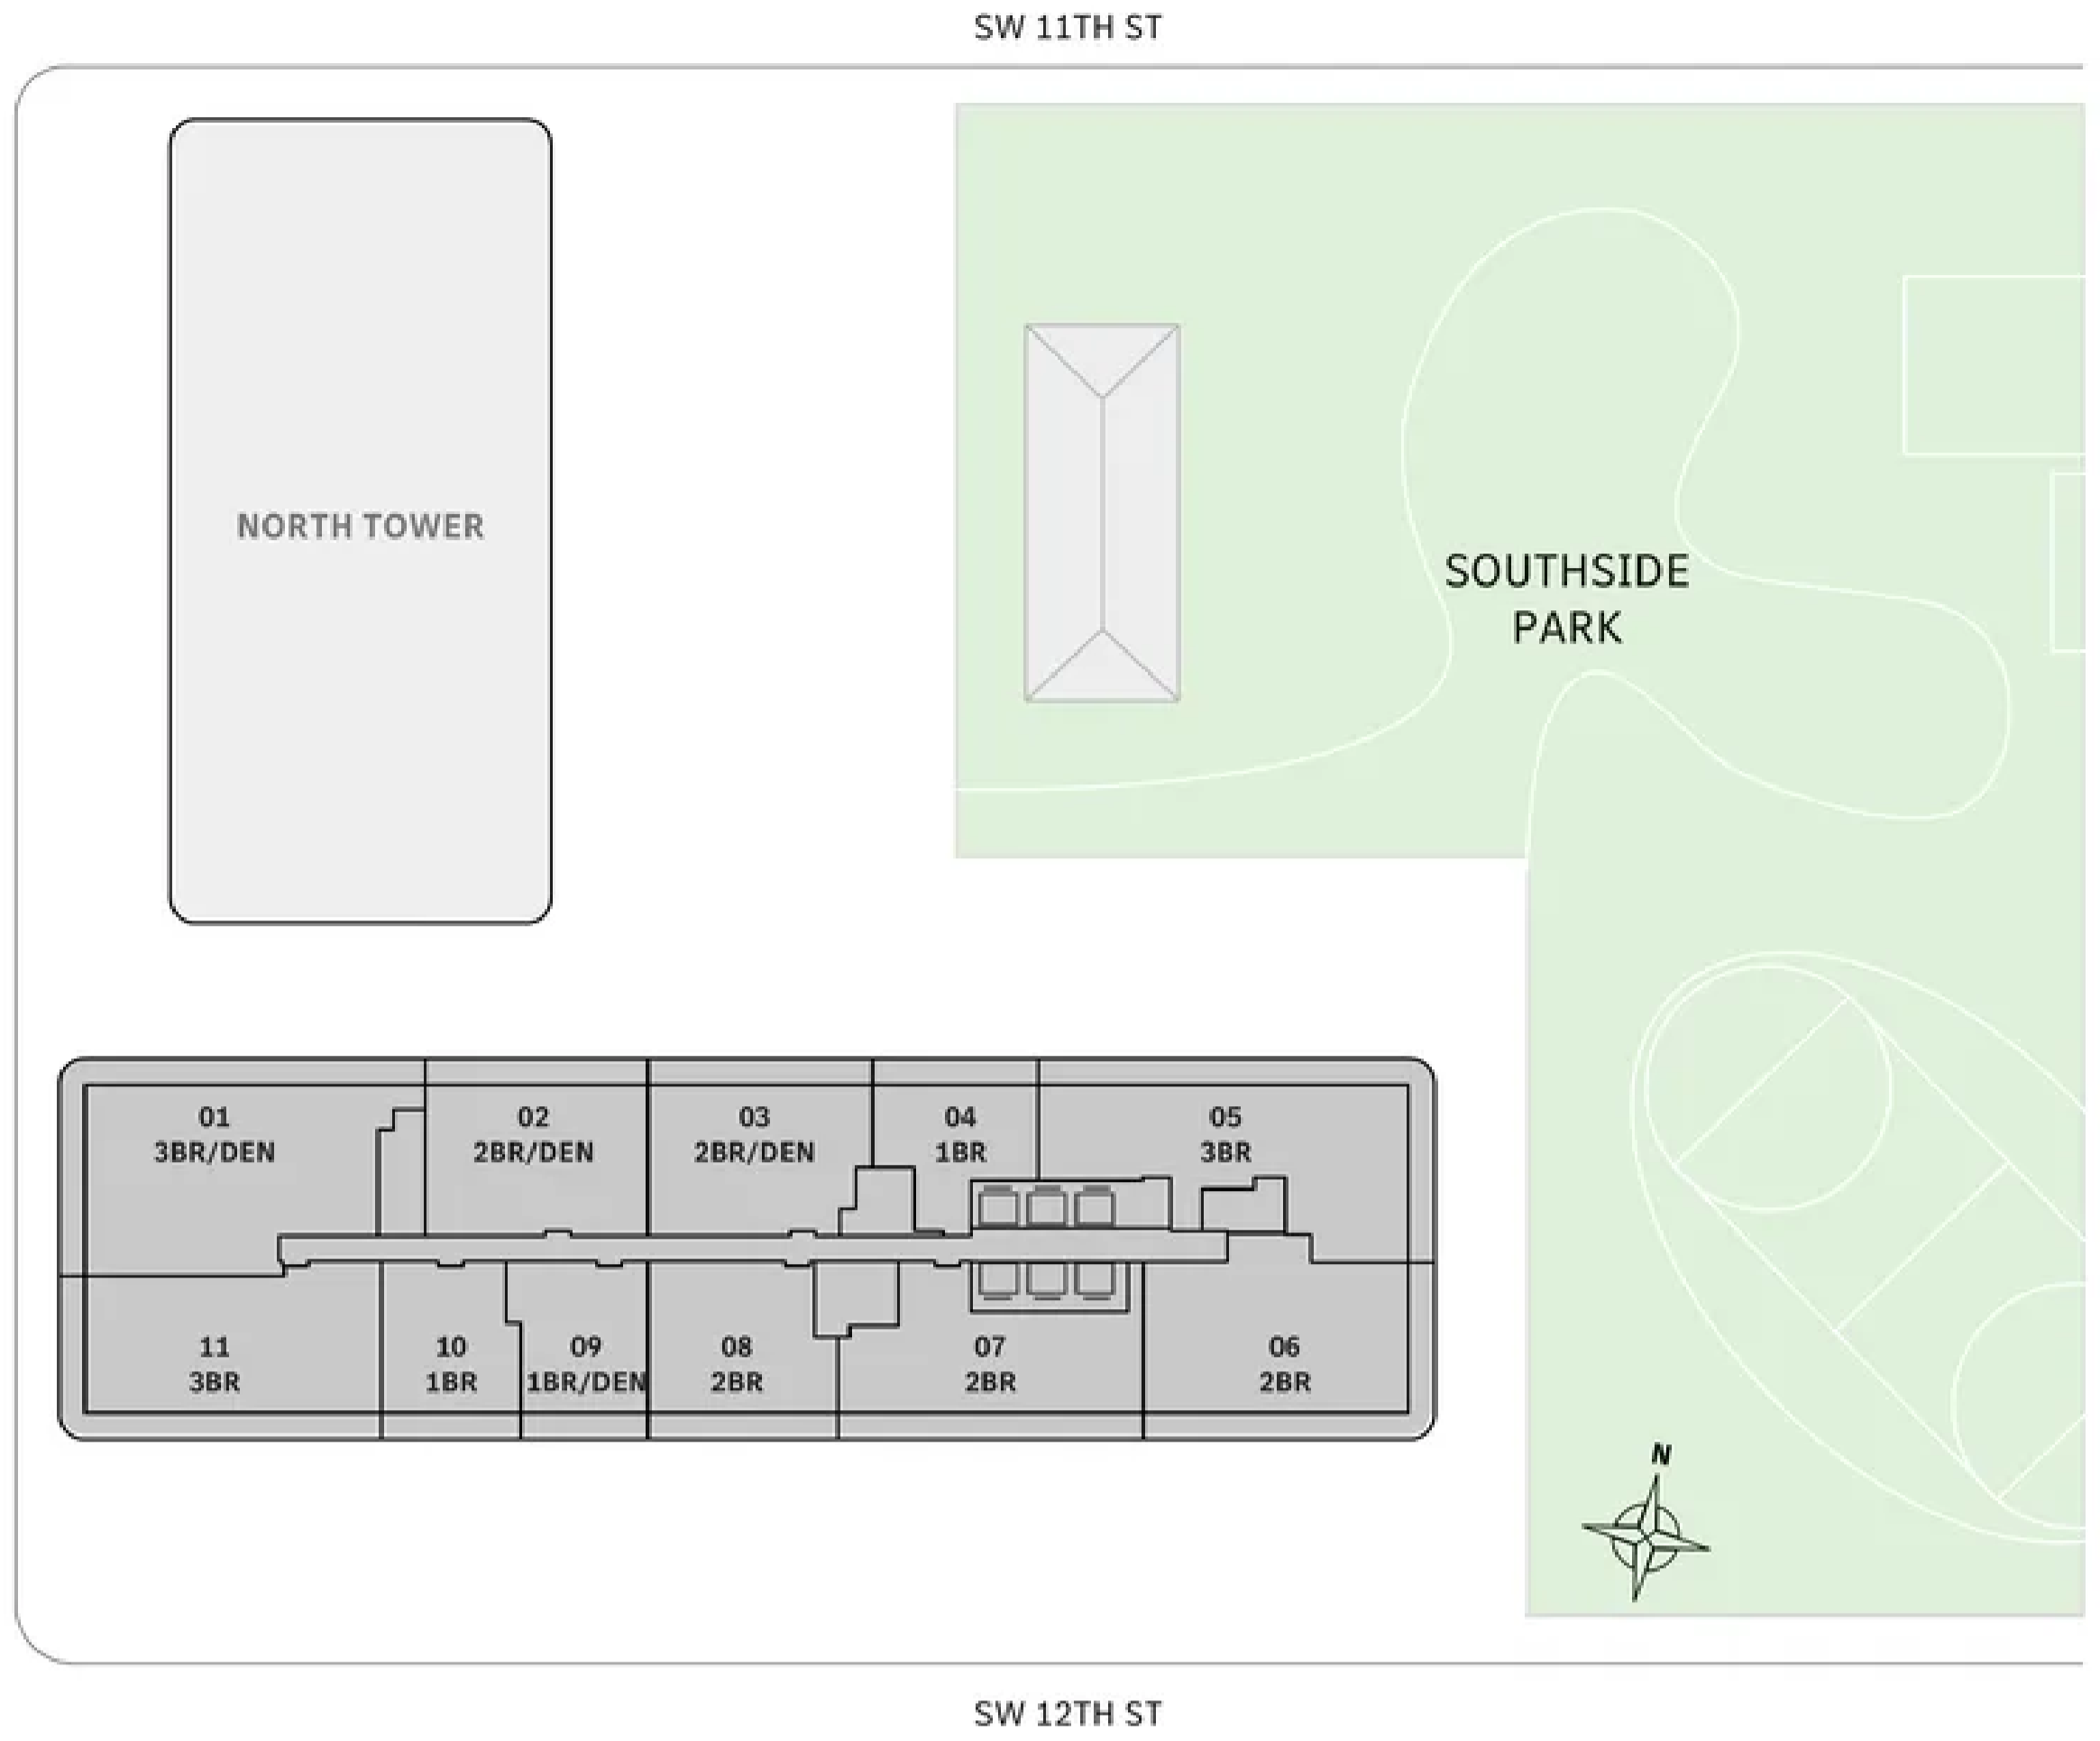 SW 11TH ST
NORTH TOWER
SOUTHSIDE
PARK
01
3BR/DEN
02
2BR/DEN
03
2BR/DEN
04
1BR
05
3BR
11
3BR
10
1BR
09
1BR/DEN
08
2BR
07
2BR
06
2BR
N
SW 12TH ST